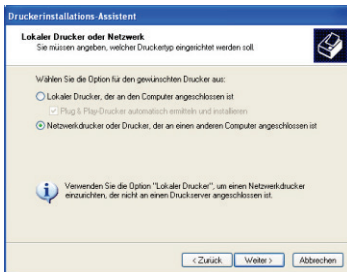 Druckerinstallations-Assistent
Lokaler Drucker oder Netzwerk
Sie müssen angeben, welcher Druckertyp eingerichtet werden soll.
Wählen Sie die Option für den gewünschten Drucker aus:
Lokaler Drucker, der an den Computer angeschlossen ist
Plug & Play-Drucker automatisch ermitteln und installieren
Netzwerkdrucker oder Drucker, der an einen anderen Computer angeschlossen ist
Verwenden Sie die Option "Lokaler Drucker", um einen Netzwerkdrucker
einzurichten, der nicht an einen Druckserver angeschlossen ist.
< Zurück
Weiter >
Abbrechen